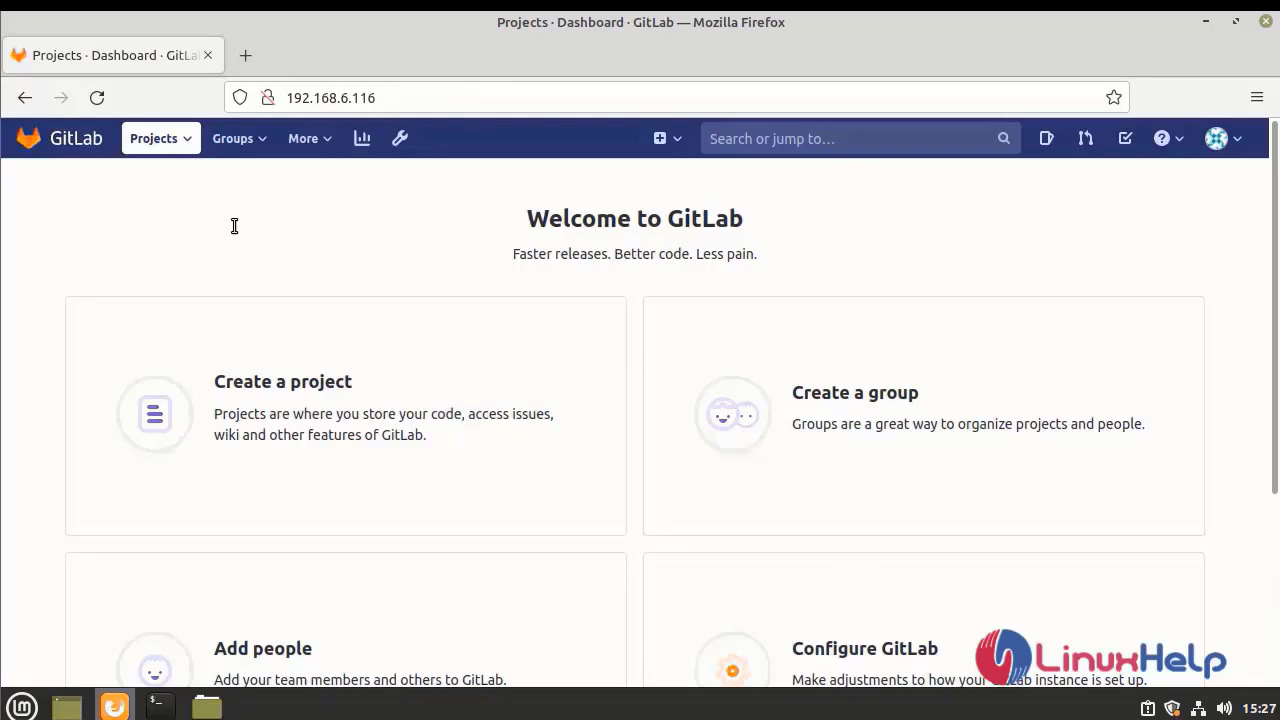 Projects · Dashboard · GitLab — Mozilla Firefox
Projects · Dashboard · GitLa
192.168.6.116
GitLab
Projects
Groups
More
Search or jump to…
Welcome to GitLab
Faster releases. Better code. Less pain.
Create a project
Projects are where you store your code, access issues,
wiki and other features of GitLab.
Create a group
Groups are a great way to organize projects and people.
Add people
Add your team members and others to GitLab.
Configure GitLab
Make adjustments to how your GitLab instance is set up.
LinuxHelp
15:27